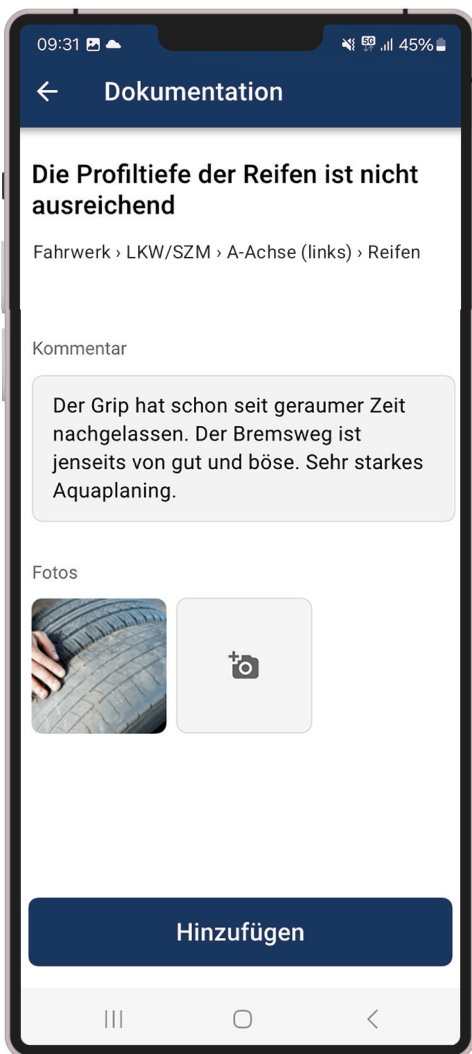 09:31
5G
45%
Dokumentation
Die Profiltiefe der Reifen ist nicht
ausreichend
Fahrwerk › LKW/SZM › A-Achse (links) › Reifen
Kommentar
Der Grip hat schon seit geraumer Zeit
nachgelassen. Der Bremsweg ist
jenseits von gut und böse. Sehr starkes
Aquaplaning.
Fotos
Hinzufügen